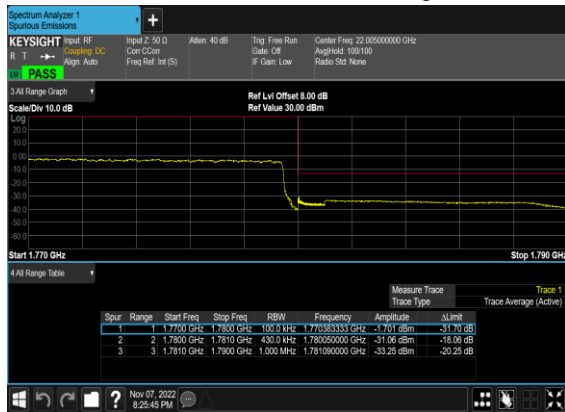 Spectrum Analyzer 1
Spurious Emissions
+
KEYSIGHT Input: RF Input Z: 50 Ω Atten: 40 dB Trig: Free Run Center Freq: 22.005000000 GHz
R T Coupling: DC Corr CCorr Gate: Off Avg|Hold: 100/100
Align: Auto Freq Ref: Int (S) IF Gain: Low Radio Std: None
PASS
3 All Range Graph
Ref Lvl Offset 8.00 dB
Scale/Div 10.0 dB Ref Value 30.00 dBm
Log
20.0
10.0
0.00
-10.0
-20.0
-30.0
-40.0
-50.0
-60.0
Start 1.770 GHz Stop 1.790 GHz
4 All Range Table
Measure Trace Trace 1
Trace Type Trace Average (Active)
Spur Range Start Freq Stop Freq RBW Frequency Amplitude ΔLimit
1 1 1.7700 GHz 1.7800 GHz 100.0 kHz 1.770383333 GHz -1.701 dBm -31.70 dB
2 2 1.7800 GHz 1.7810 GHz 430.0 kHz 1.780050000 GHz -31.06 dBm -18.06 dB
3 3 1.7810 GHz 1.7900 GHz 1.000 MHz 1.781090000 GHz -33.25 dBm -20.25 dB
? Nov 07, 2022
8:25:45 PM